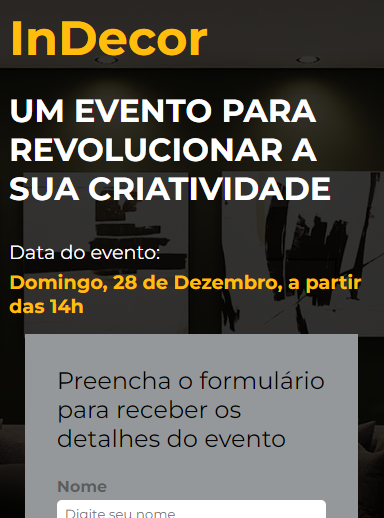 InDecor
UM EVENTO PARA
REVOLUCIONAR A
SUA CRIATIVIDADE
Data do evento:
Domingo, 28 de Dezembro, a partir
das 14h
Preencha o formulário
para receber os
detalhes do evento
Nome
Digite seu nome